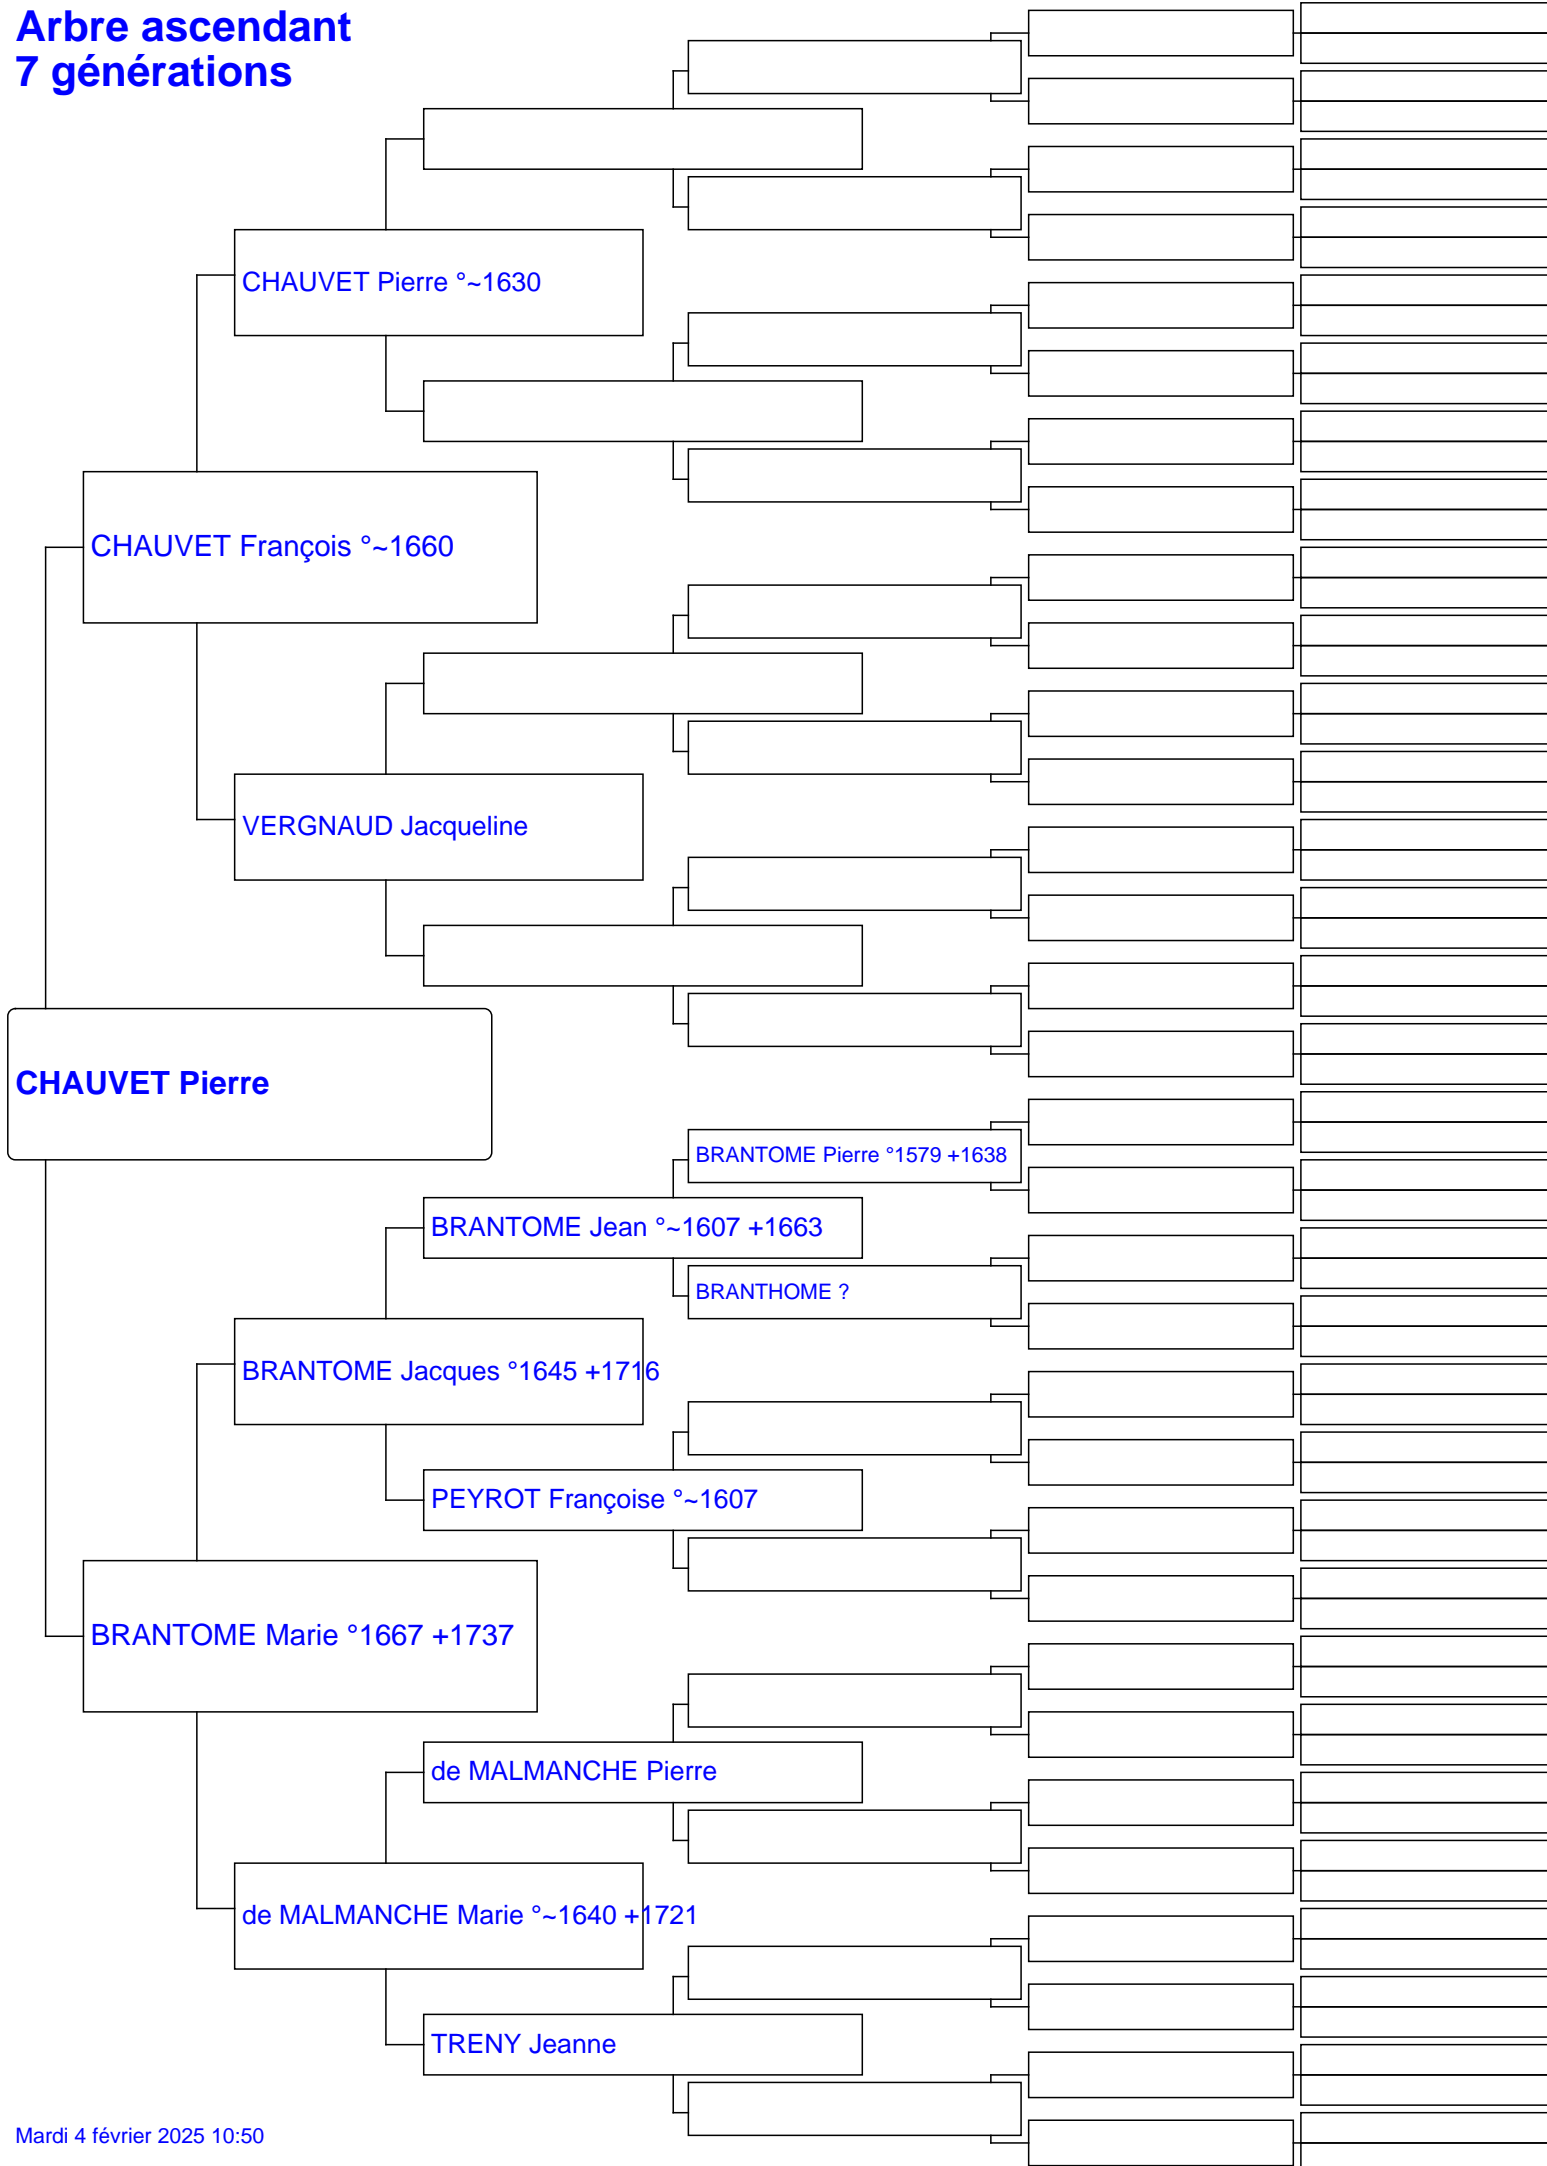 Arbre ascendant
7 générations
CHAUVET Pierre °~1630
CHAUVET François °~1660
VERGNAUD Jacqueline
CHAUVET Pierre
BRANTOME Pierre °1579 +1638
BRANTOME Jean °~1607 +1663
BRANTHOME ?
BRANTOME Jacques °1645 +1716
PEYROT Françoise °~1607
BRANTOME Marie °1667 +1737
de MALMANCHE Pierre
de MALMANCHE Marie °~1640 +1721
TRENY Jeanne
Mardi 4 février 2025 10:50